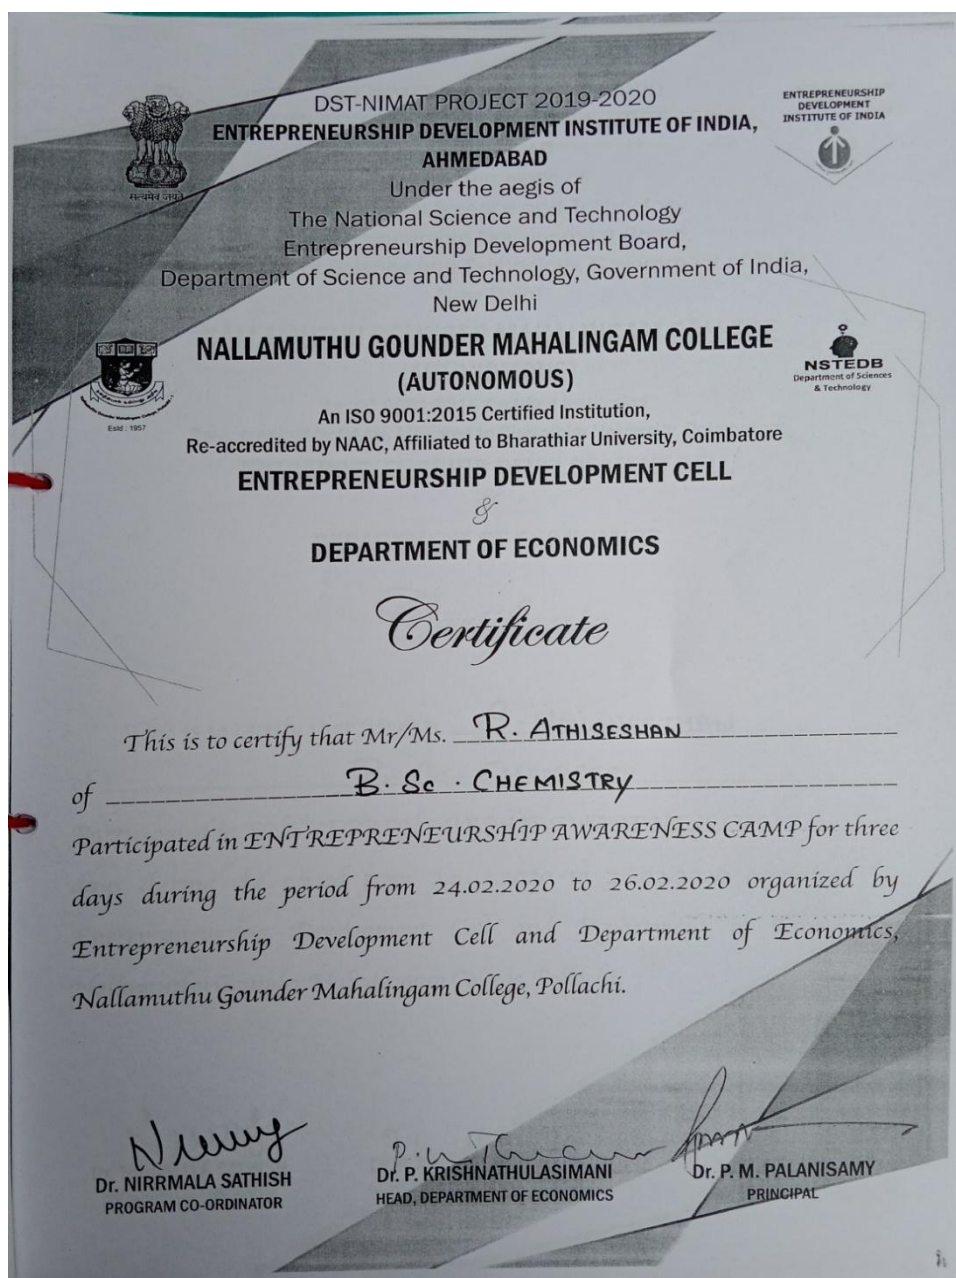 DST-NIMAT PROJECT 2019-2020
ENTREPRENEURSHIP DEVELOPMENT INSTITUTE OF INDIA,
AHMEDABAD
Under the aegis of
The National Science and Technology
Entrepreneurship Development Board,
Department of Science and Technology, Government of India,
New Delhi
सत्यमेव जयते
ENTREPRENEURSHIP
DEVELOPMENT
INSTITUTE OF INDIA
NALLAMUTHU GOUNDER MAHALINGAM COLLEGE
(AUTONOMOUS)
An ISO 9001:2015 Certified Institution,
Re-accredited by NAAC, Affiliated to Bharathiar University, Coimbatore
Estd : 1957
NSTEDB
Department of Sciences
& Technology
ENTREPRENEURSHIP DEVELOPMENT CELL
&
DEPARTMENT OF ECONOMICS
Certificate
This is to certify that Mr/Ms. R. ATHISESHAN
of B. Sc. CHEMISTRY
Participated in ENTREPRENEURSHIP AWARENESS CAMP for three
days during the period from 24.02.2020 to 26.02.2020 organized by
Entrepreneurship Development Cell and Department of Economics,
Nallamuthu Gounder Mahalingam College, Pollachi.
Dr. NIRRMALA SATHISH
PROGRAM CO-ORDINATOR
Dr. P. KRISHNATHULASIMANI
HEAD, DEPARTMENT OF ECONOMICS
Dr. P. M. PALANISAMY
PRINCIPAL